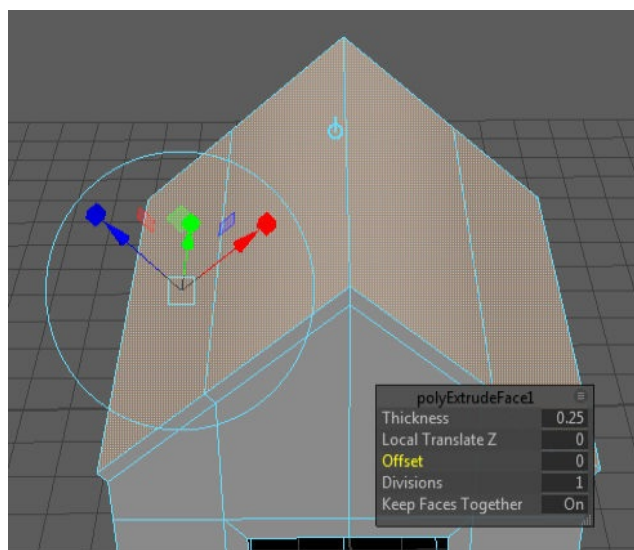 polyExtrudeFace1
Thickness 0.25
Local Translate Z 0
Offset 0
Divisions 1
Keep Faces Together On